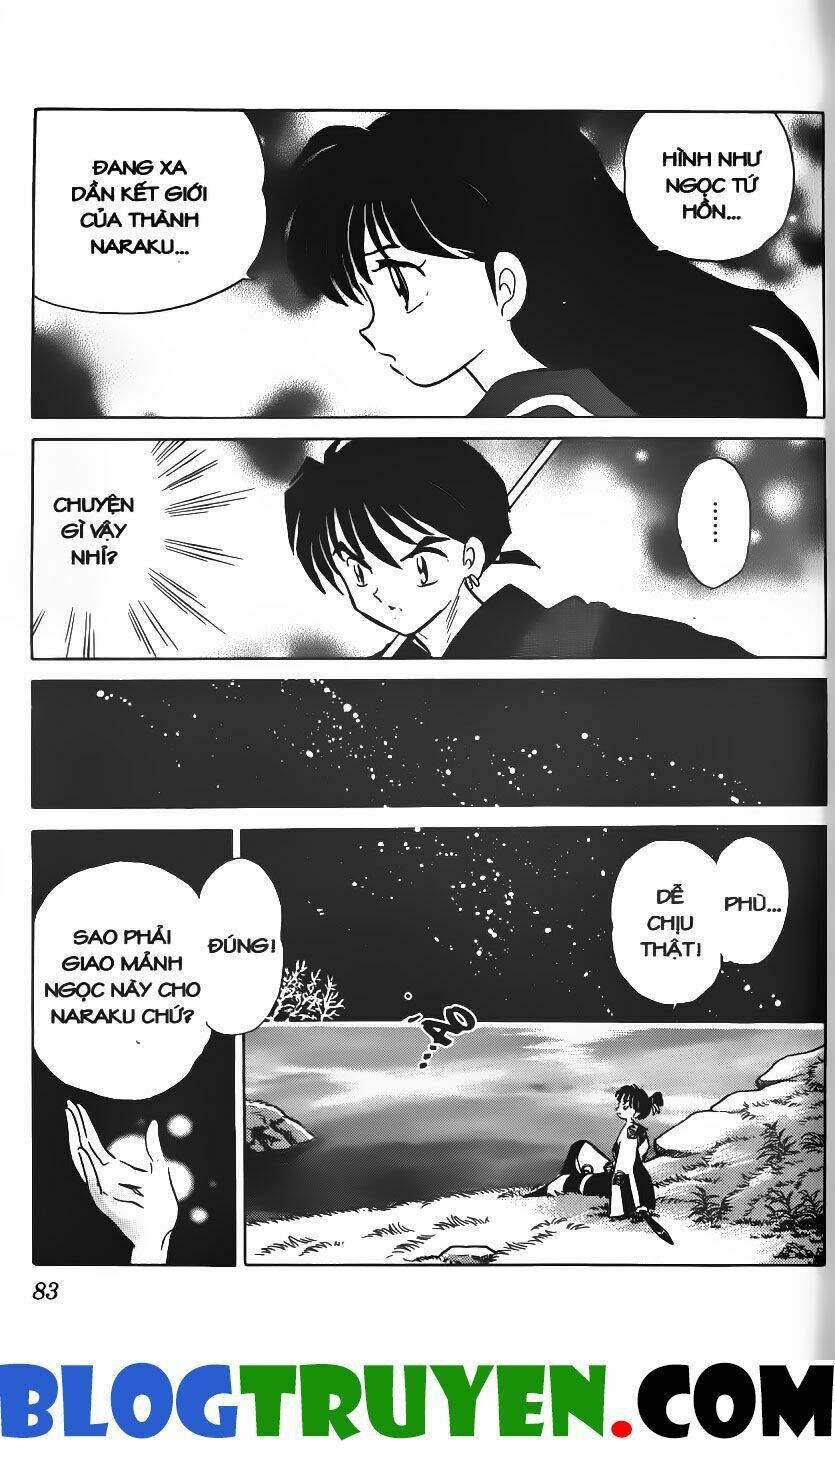 HÌNH NHƯ
NGỌC TỨ
HỒN...
ĐANG XA
DẦN KẾT GIỚI
CỦA THÀNH
NARAKU...
........
CHUYỆN
GÌ VẬY
NHỈ?
PHÙ...
DỄ
CHỊU
THẬT!
ÀO
ĐÚNG!
SAO PHẢI
GIAO MẢNH
NGỌC NÀY CHO
NARAKU CHỨ?
83
BLOGTRUYEN.COM